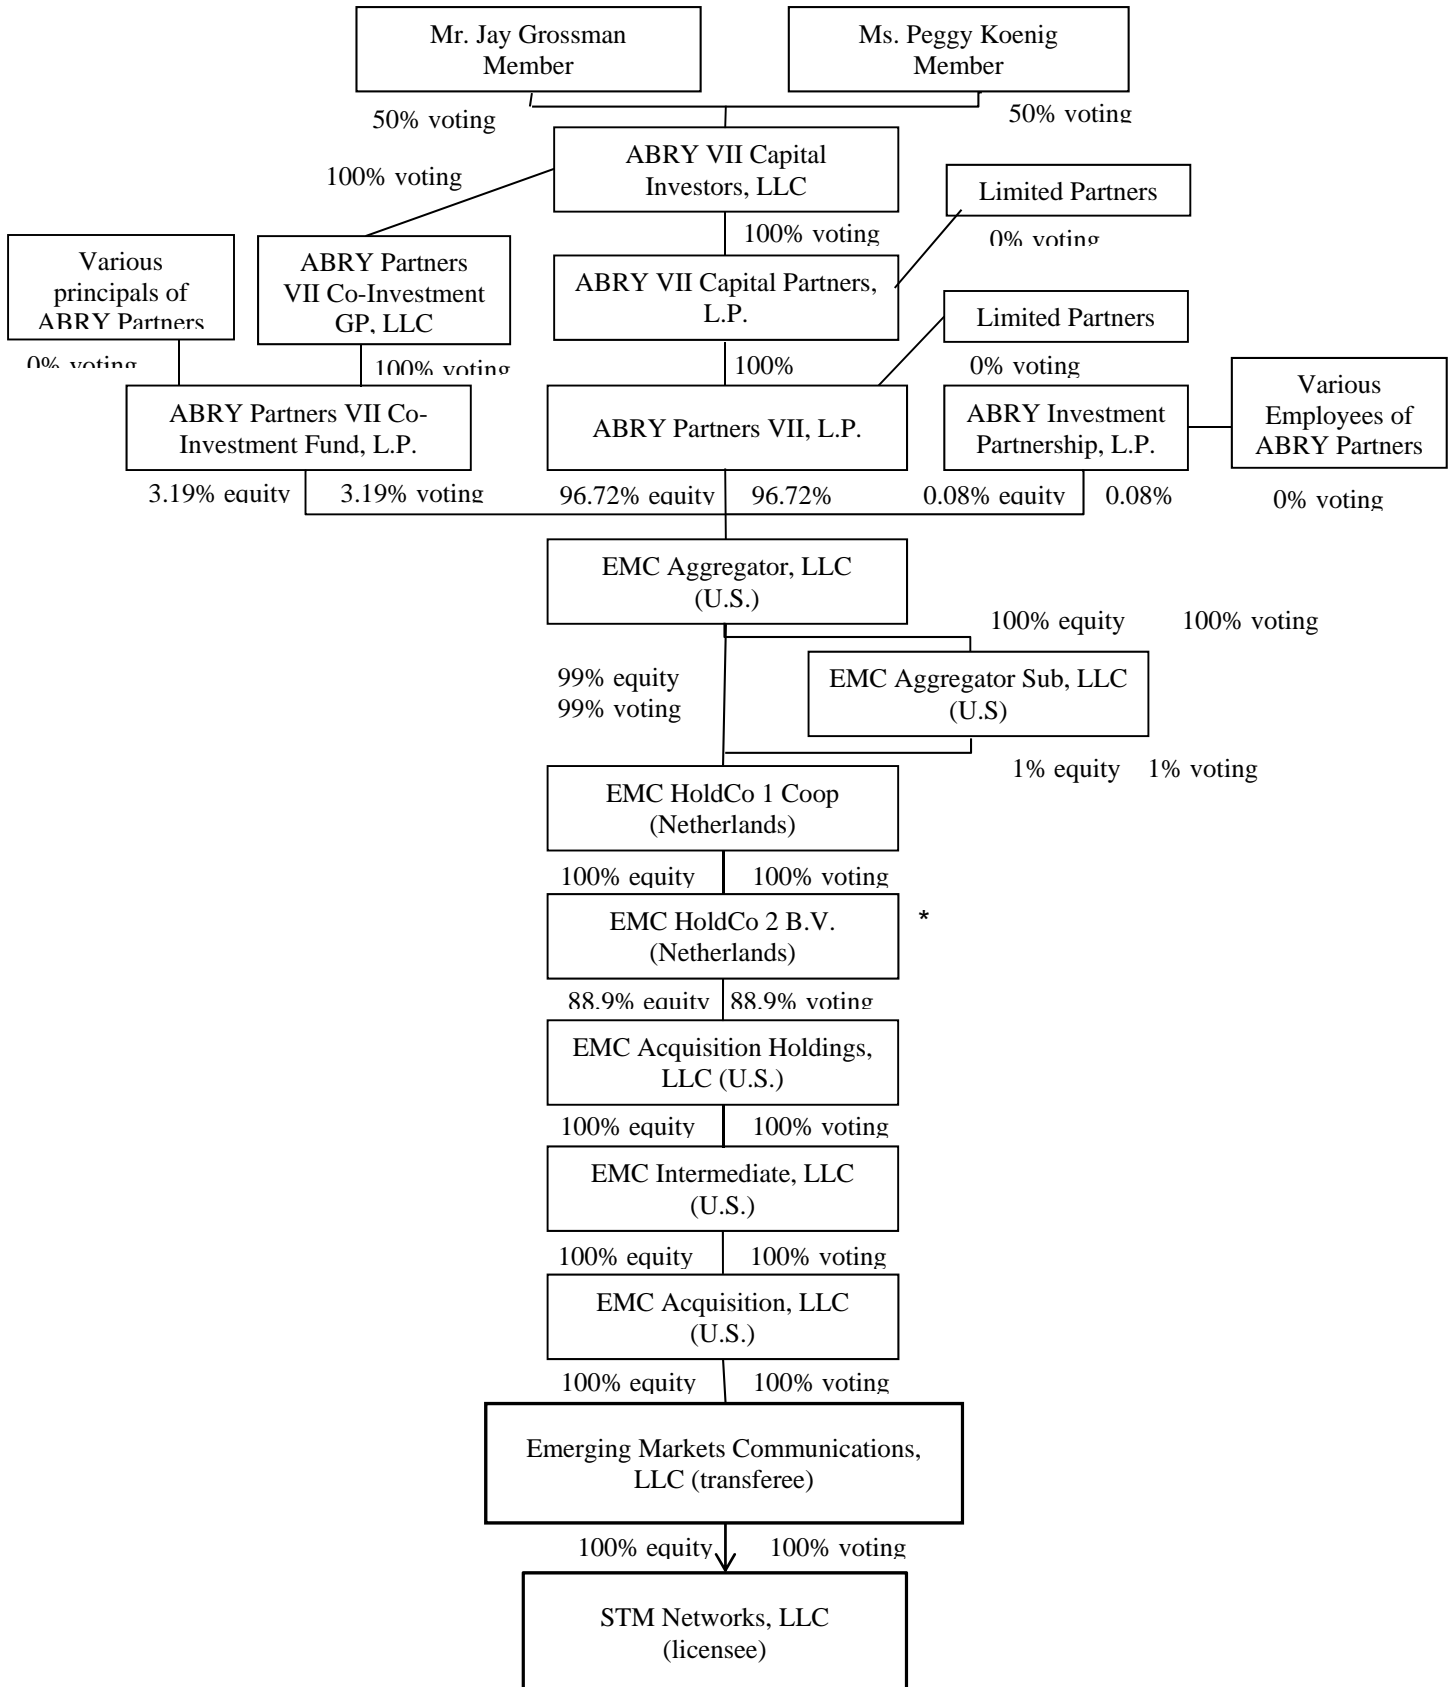 Mr. Jay Grossman
Member
Ms. Peggy Koenig
Member
50% voting
50% voting
ABRY VII Capital
Investors, LLC
100% voting
Limited Partners
100% voting
0% voting
Various
principals of
ABRY Partners
ABRY Partners
VII Co-Investment
GP, LLC
ABRY VII Capital Partners,
L.P.
Limited Partners
0% voting
100% voting
100%
0% voting
Various
Employees of
ABRY Partners
ABRY Partners VII Co-
Investment Fund, L.P.
ABRY Partners VII, L.P.
ABRY Investment
Partnership, L.P.
3.19% equity 3.19% voting
96.72% equity 96.72%
0.08% equity 0.08%
0% voting
EMC Aggregator, LLC
(U.S.)
100% equity 100% voting
99% equity
99% voting
EMC Aggregator Sub, LLC
(U.S)
1% equity 1% voting
EMC HoldCo 1 Coop
(Netherlands)
100% equity 100% voting
EMC HoldCo 2 B.V.
(Netherlands)
*
88.9% equity 88.9% voting
EMC Acquisition Holdings,
LLC (U.S.)
100% equity 100% voting
EMC Intermediate, LLC
(U.S.)
100% equity 100% voting
EMC Acquisition, LLC
(U.S.)
100% equity 100% voting
Emerging Markets Communications,
LLC (transferee)
100% equity 100% voting
STM Networks, LLC
(licensee)